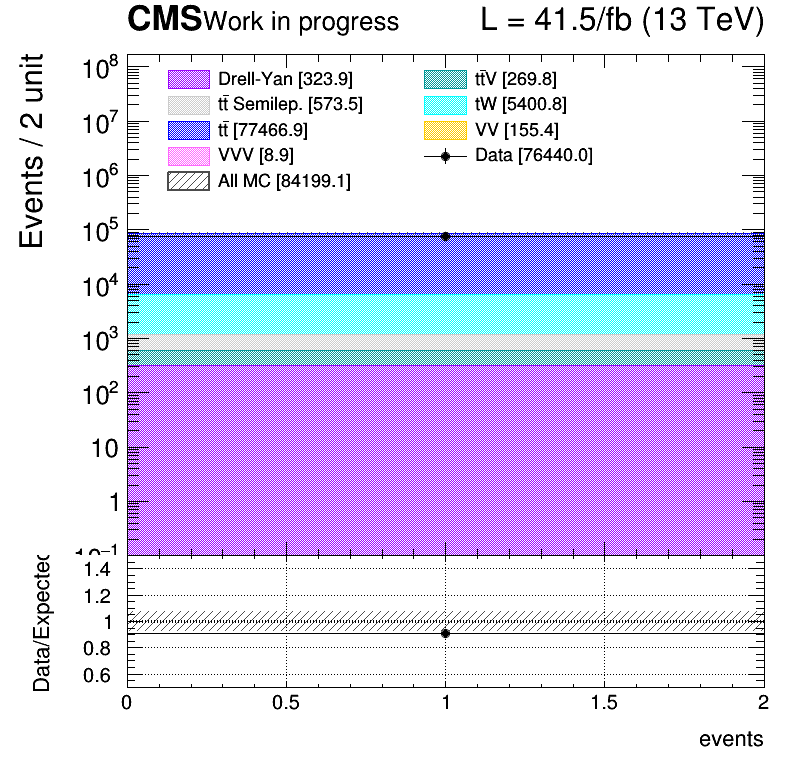 CMS Work in progress L = 41.5/fb (13 TeV)
Events / 2 unit
10⁸
10⁷
10⁶
10⁵
10⁴
10³
10²
10
1
10⁻¹
Drell-Yan [323.9]
tt̄ Semilep. [573.5]
tt̄ [77466.9]
VVV [8.9]
All MC [84199.1]
tt̄V [269.8]
tW [5400.8]
VV [155.4]
Data [76440.0]
Data/Expected
1.4
1.2
1
0.8
0.6
0 0.5 1 1.5 2
events